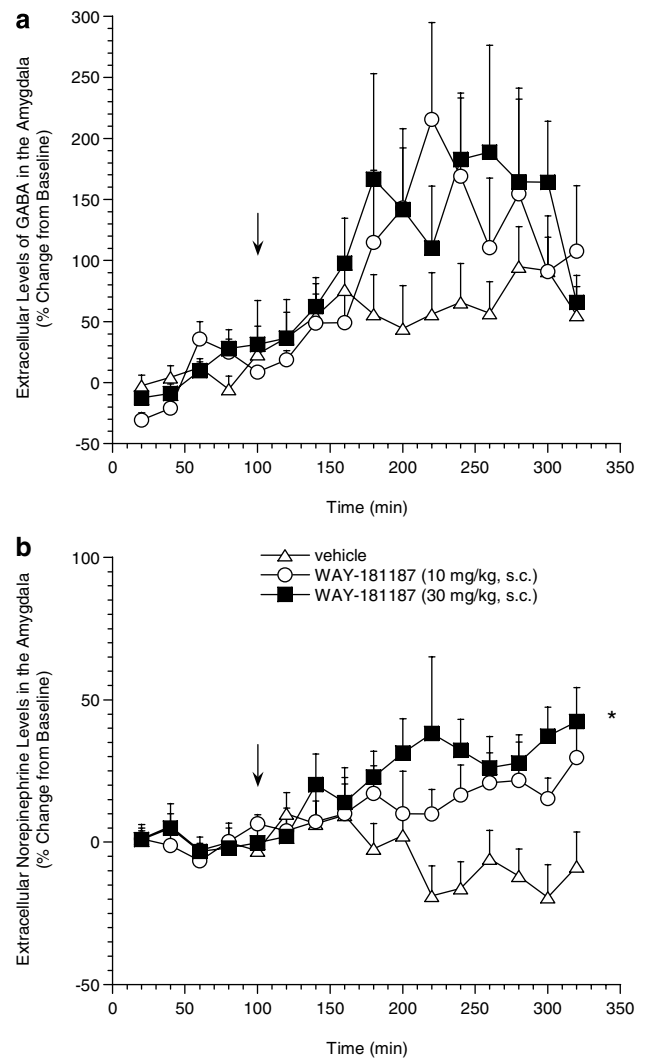 a
300
250
200
150
100
50
0
-50
Extracellular Levels of GABA in the Amygdala
(% Change from Baseline)
0 50 100 150 200 250 300 350
Time (min)
b
vehicle
WAY-181187 (10 mg/kg, s.c.)
WAY-181187 (30 mg/kg, s.c.)
100
50
0
-50
Extracellular Norepinephrine Levels in the Amygdala
(% Change from Baseline)
*
0 50 100 150 200 250 300 350
Time (min)